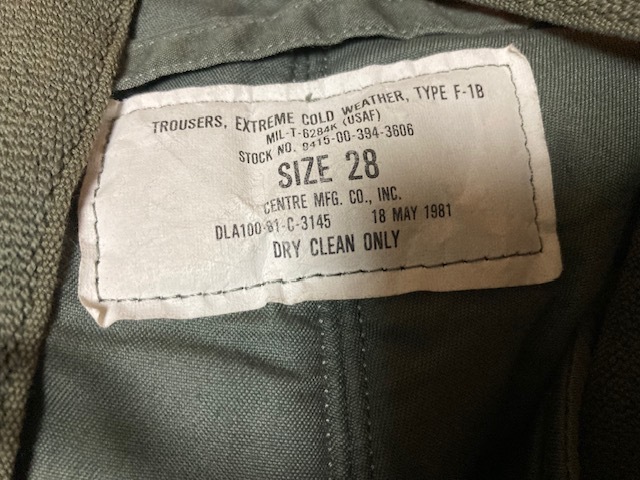 TROUSERS, EXTREME COLD WEATHER, TYPE F-1B
MIL-T-6284K (USAF)
STOCK NO. 8415-00-394-3606
SIZE 28
CENTRE MFG. CO., INC.
DLA100-81-C-3145 18 MAY 1981
DRY CLEAN ONLY